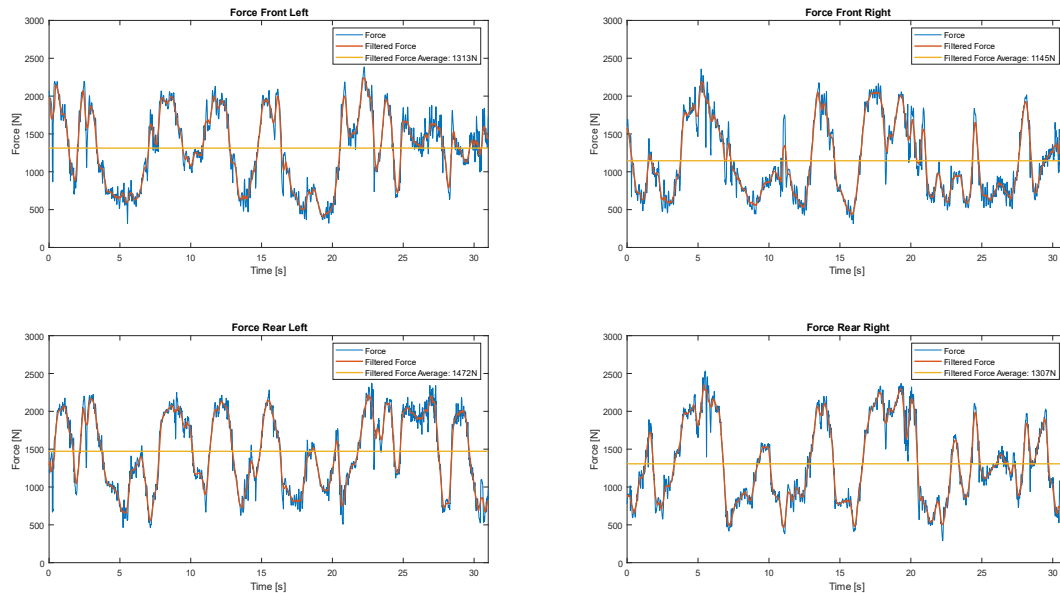 Force Front Left
Force [N]
3000
2500
2000
1500
1000
500
0
Force
Filtered Force
Filtered Force Average: 1313N
0 5 10 15 20 25 30
Time [s]
Force Front Right
Force [N]
3000
2500
2000
1500
1000
500
0
Force
Filtered Force
Filtered Force Average: 1145N
0 5 10 15 20 25 30
Time [s]
Force Rear Left
Force [N]
3000
2500
2000
1500
1000
500
0
Force
Filtered Force
Filtered Force Average: 1472N
0 5 10 15 20 25 30
Time [s]
Force Rear Right
Force [N]
3000
2500
2000
1500
1000
500
0
Force
Filtered Force
Filtered Force Average: 1307N
0 5 10 15 20 25 30
Time [s]